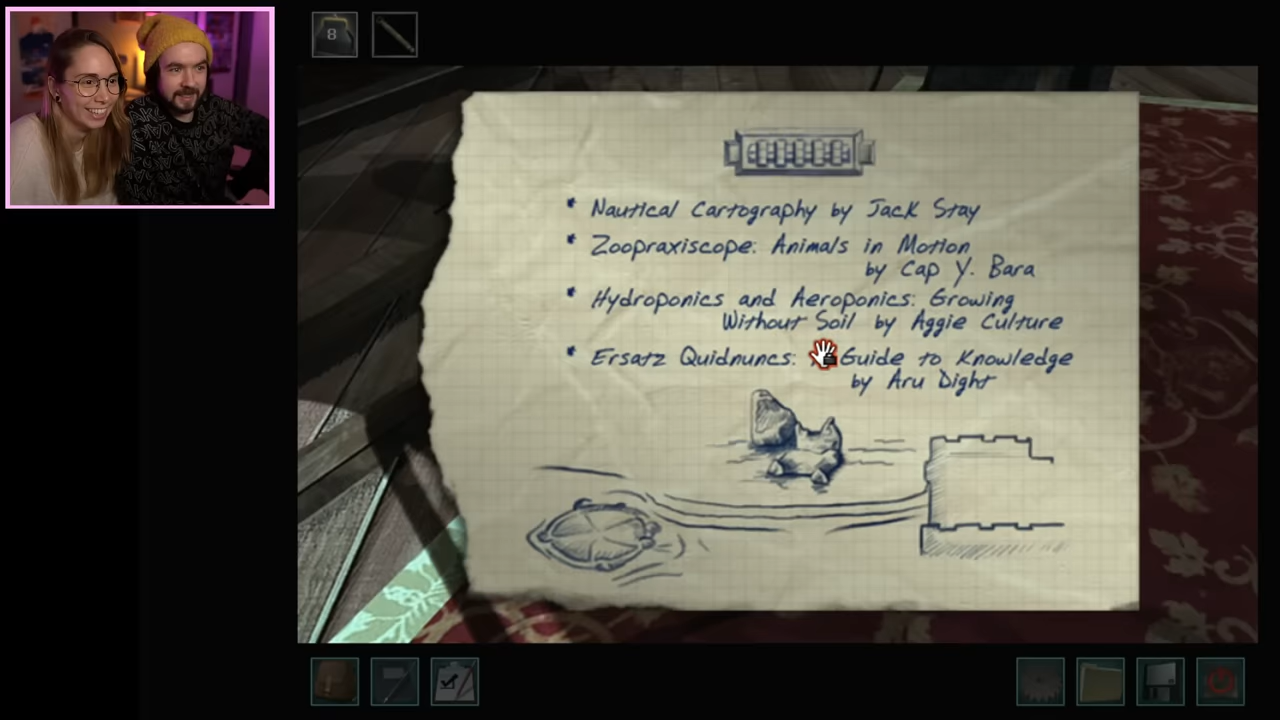 8
* Nautical Cartography by Jack Stay
* Zoopraxiscope: Animals in Motion
by Cap Y. Bara
* Hydroponics and Aeroponics: Growing
Without Soil by Aggie Culture
* Ersatz Quidnuncs: Guide to Knowledge
by Aru Dight